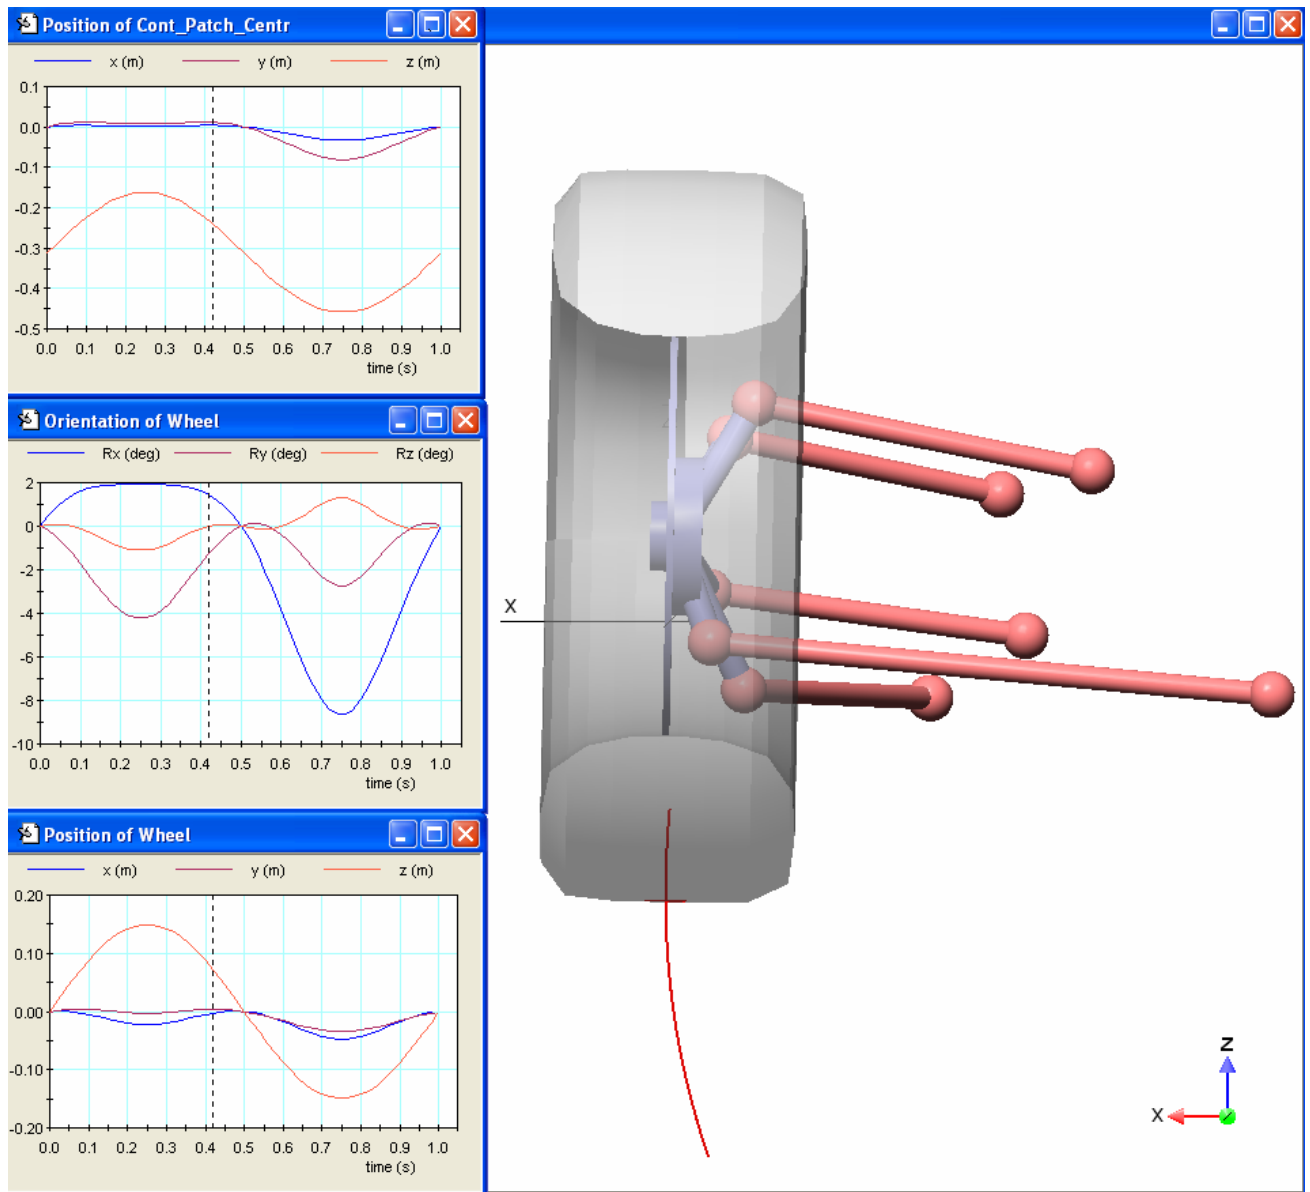 Position of Cont_Patch_Centr
x (m) y (m) z (m)
0.1
0.0
-0.1
-0.2
-0.3
-0.4
-0.5
0.0 0.1 0.2 0.3 0.4 0.5 0.6 0.7 0.8 0.9 1.0
time (s)
Orientation of Wheel
Rx (deg) Ry (deg) Rz (deg)
2
0
-2
-4
-6
-8
-10
0.0 0.1 0.2 0.3 0.4 0.5 0.6 0.7 0.8 0.9 1.0
time (s)
Position of Wheel
x (m) y (m) z (m)
0.20
0.10
0.00
-0.10
-0.20
0.0 0.1 0.2 0.3 0.4 0.5 0.6 0.7 0.8 0.9 1.0
time (s)
X
Z
X